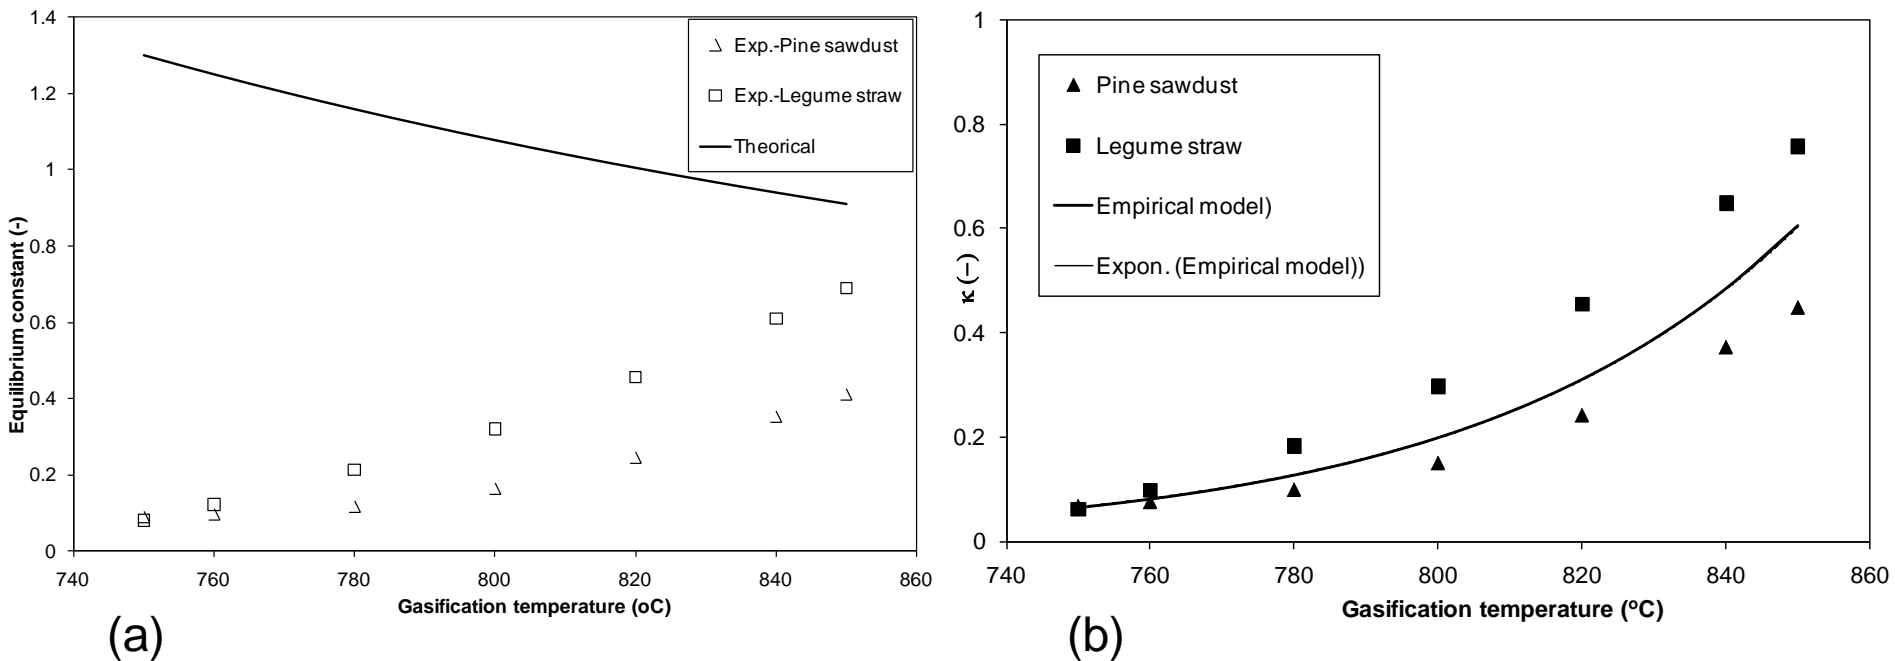 1.4
1.2
1
0.8
0.6
0.4
0.2
0
740
760
780
800
820
840
860
Equilibrium constant (-)
Gasification temperature (oC)
Exp.-Pine sawdust
Exp.-Legume straw
Theorical
(a)
1
0.8
0.6
0.4
0.2
0
740
760
780
800
820
840
860
κ (−)
Gasification temperature (ºC)
Pine sawdust
Legume straw
Empirical model)
Expon. (Empirical model))
(b)